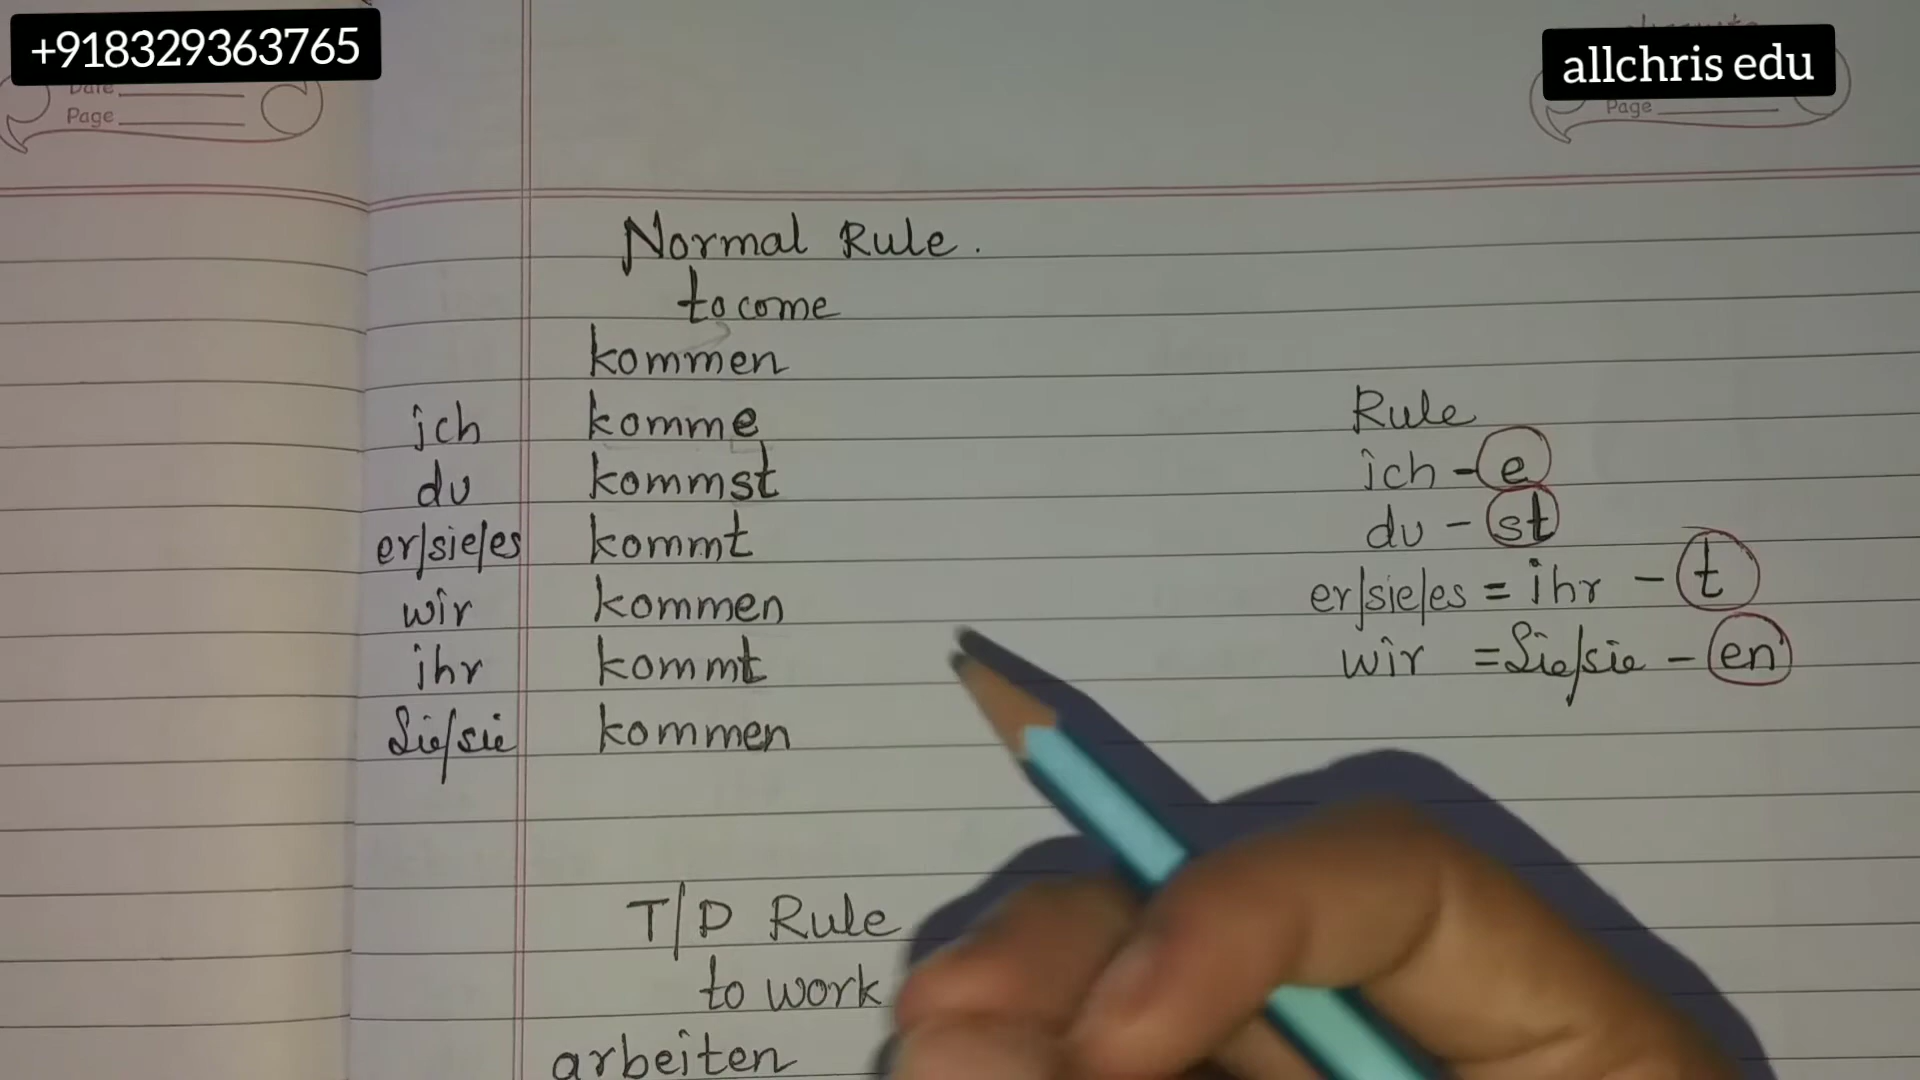 +918329363765
allchris edu
Date
Page
Page
Normal Rule.
to come
kommen
ich komme
du kommst
er/sie/es kommt
wir kommen
ihr kommt
Sie/sie kommen
Rule
ich - e
du - st
er/sie/es = ihr - t
wir = Sie/sie - en
T/D Rule
to work
arbeiten